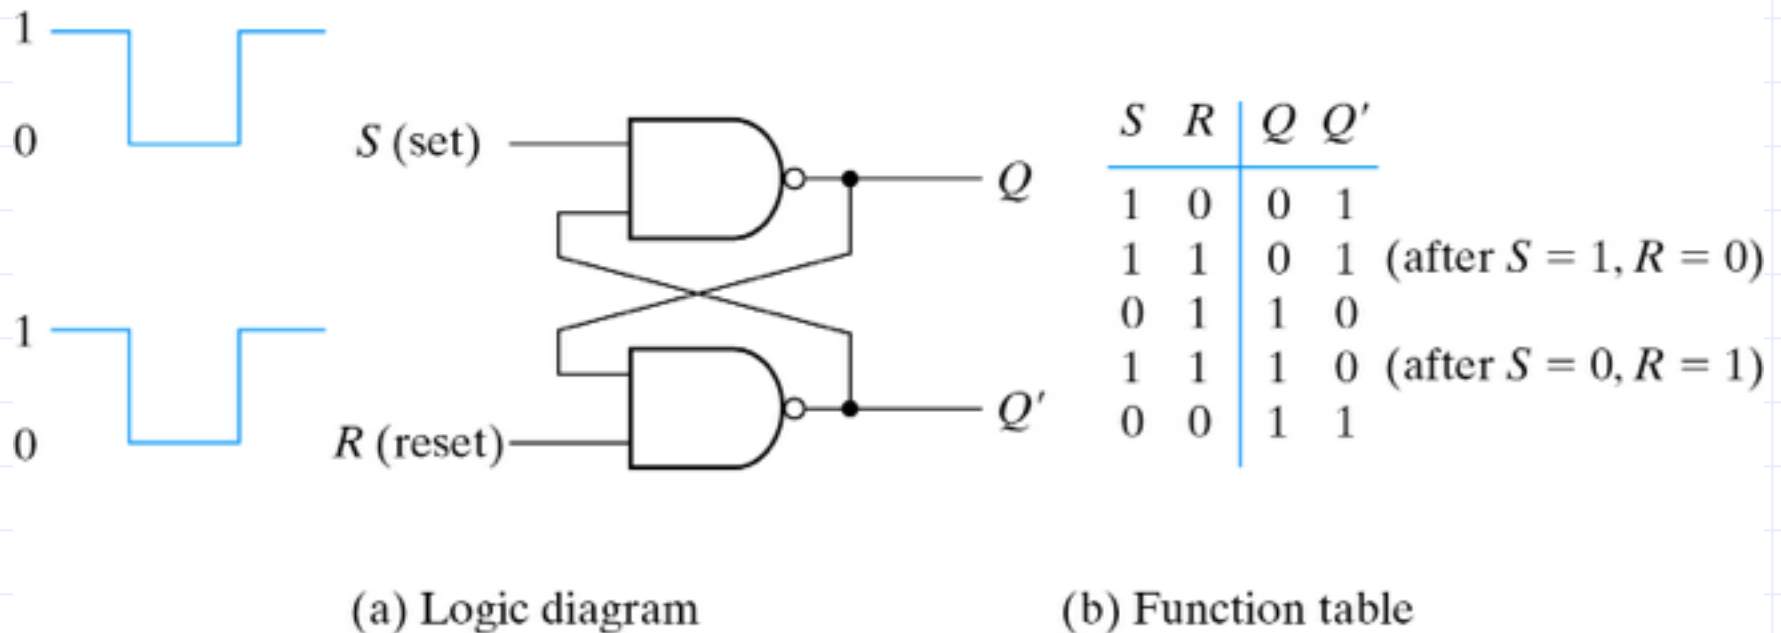 1
0
S (set)
Q
1
0
R (reset)
Q′
S R Q Q′
1 0 0 1
1 1 0 1 (after S = 1, R = 0)
0 1 1 0
1 1 1 0 (after S = 0, R = 1)
0 0 1 1
(a) Logic diagram
(b) Function table